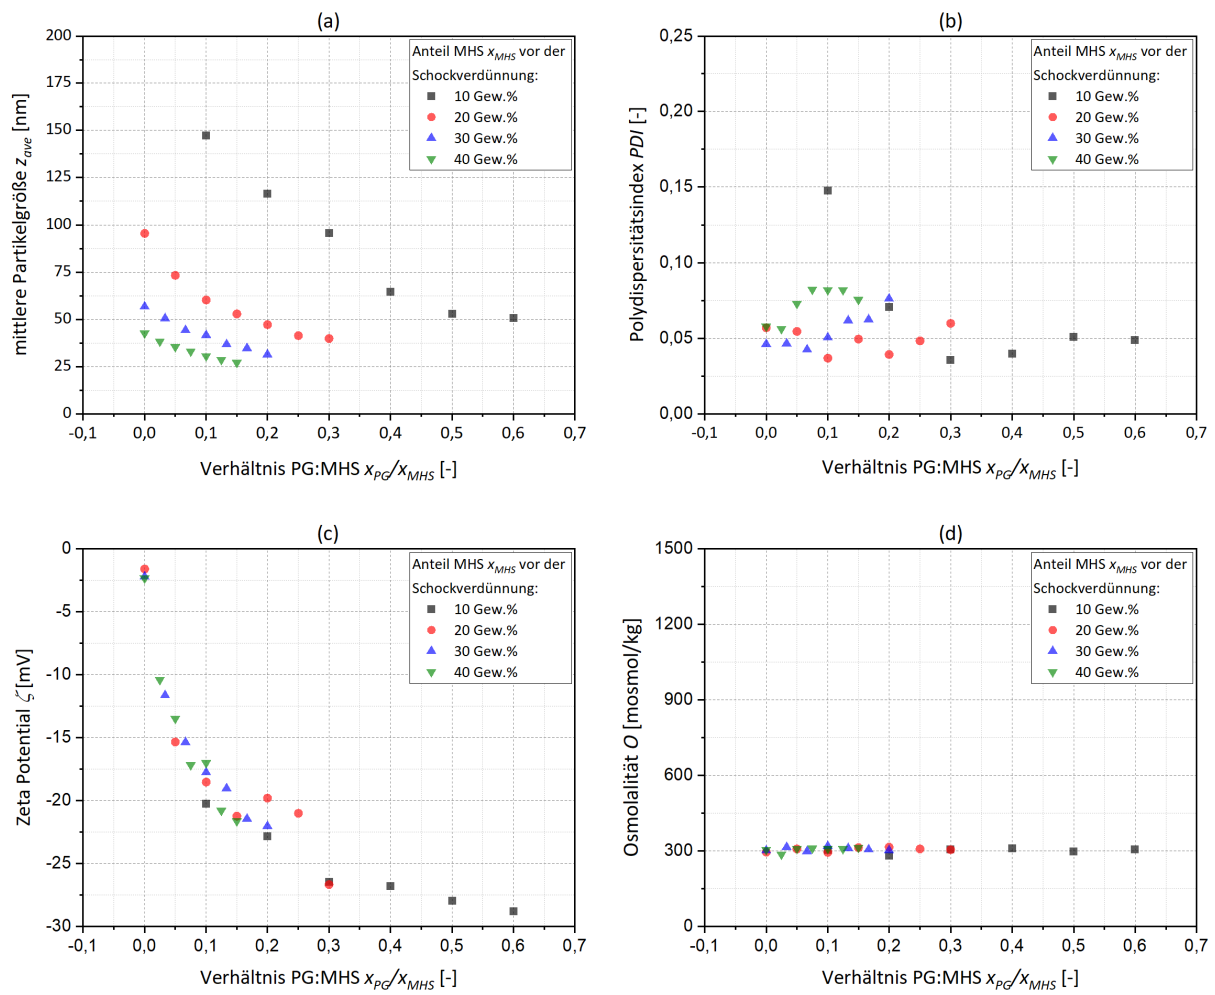 (a)
mittlere Partikelgröße z_ave [nm]
200
175
150
125
100
75
50
25
0
-0,1 0,0 0,1 0,2 0,3 0,4 0,5 0,6 0,7
Verhältnis PG:MHS x_PG/x_MHS [-]
Anteil MHS x_MHS vor der
Schockverdünnung:
10 Gew.%
20 Gew.%
30 Gew.%
40 Gew.%
(b)
Polydispersitätsindex PDI [-]
0,25
0,20
0,15
0,10
0,05
0,00
-0,1 0,0 0,1 0,2 0,3 0,4 0,5 0,6 0,7
Verhältnis PG:MHS x_PG/x_MHS [-]
Anteil MHS x_MHS vor der
Schockverdünnung:
10 Gew.%
20 Gew.%
30 Gew.%
40 Gew.%
(c)
Zeta Potential ζ [mV]
0
-5
-10
-15
-20
-25
-30
-0,1 0,0 0,1 0,2 0,3 0,4 0,5 0,6 0,7
Verhältnis PG:MHS x_PG/x_MHS [-]
Anteil MHS x_MHS vor der
Schockverdünnung:
10 Gew.%
20 Gew.%
30 Gew.%
40 Gew.%
(d)
Osmolalität O [mosmol/kg]
1500
1200
900
600
300
0
-0,1 0,0 0,1 0,2 0,3 0,4 0,5 0,6 0,7
Verhältnis PG:MHS x_PG/x_MHS [-]
Anteil MHS x_MHS vor der
Schockverdünnung:
10 Gew.%
20 Gew.%
30 Gew.%
40 Gew.%